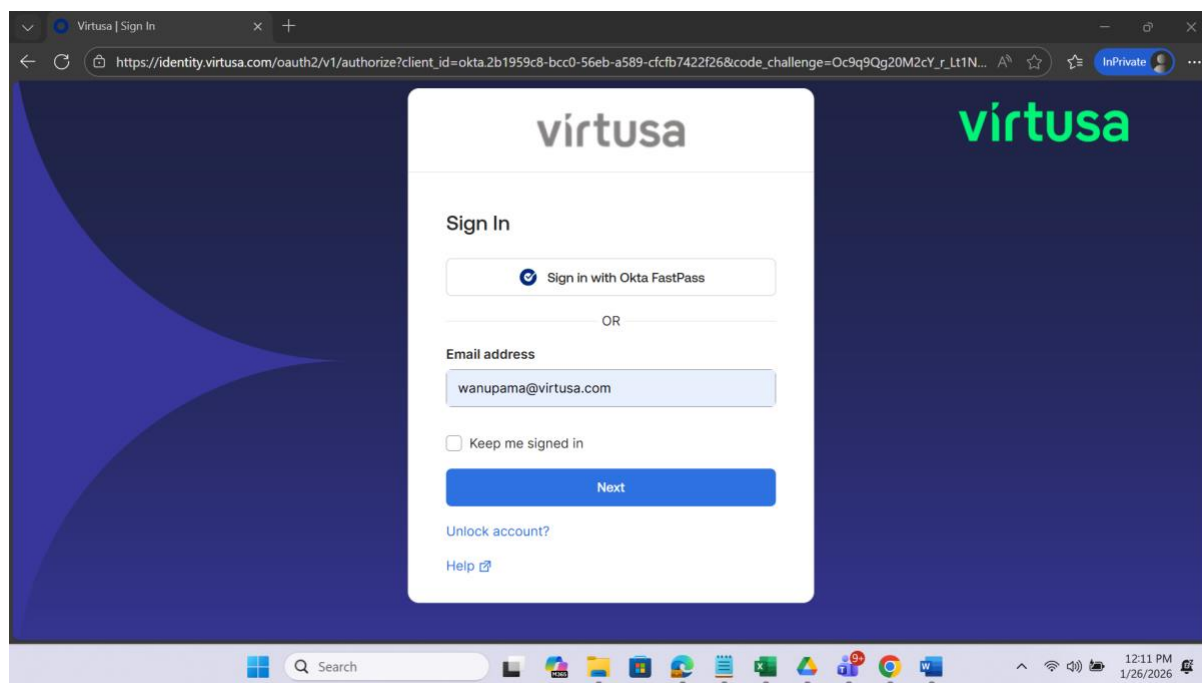 Virtusa | Sign In
https://identity.virtusa.com/oauth2/v1/authorize?client_id=okta.2b1959c8-bcc0-56eb-a589-cfcfb7422f26&code_challenge=Oc9q9Qg20M2cY_r_Lt1N...
InPrivate
virtusa
virtusa
Sign In
Sign in with Okta FastPass
OR
Email address
wanupama@virtusa.com
Keep me signed in
Next
Unlock account?
Help
Search
M365
9+
12:11 PM
1/26/2026